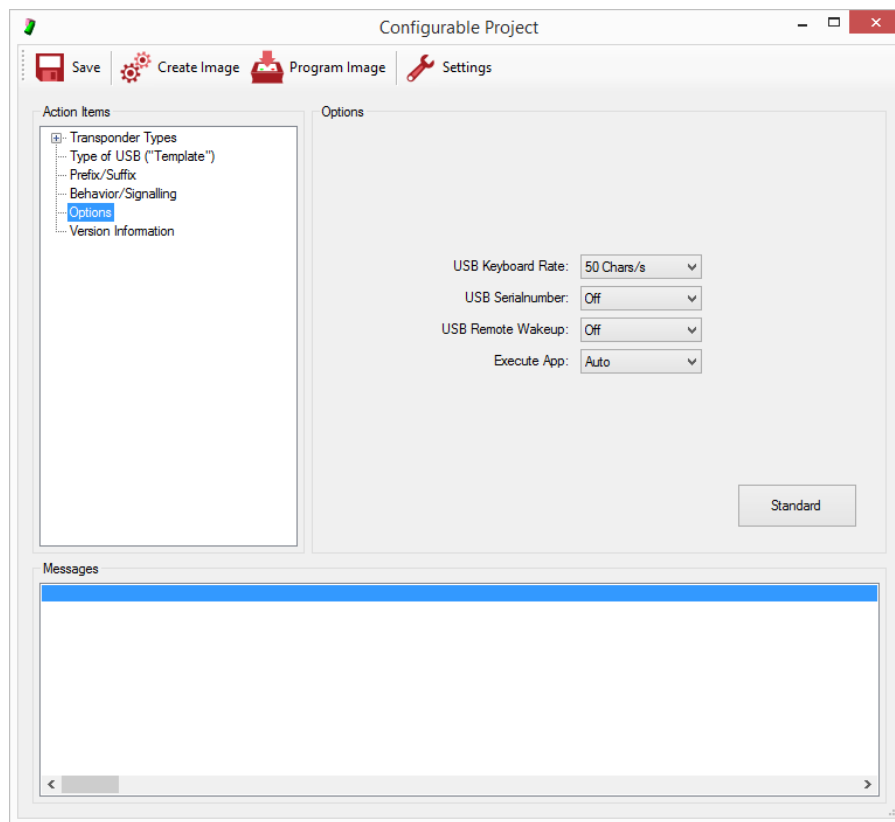 Configurable Project
Save Create Image Program Image Settings
Action Items
Transponder Types
Type of USB ("Template")
Prefix/Suffix
Behavior/Signalling
Options
Version Information
Options
USB Keyboard Rate: 50 Chars/s
USB Serialnumber: Off
USB Remote Wakeup: Off
Execute App: Auto
Standard
Messages